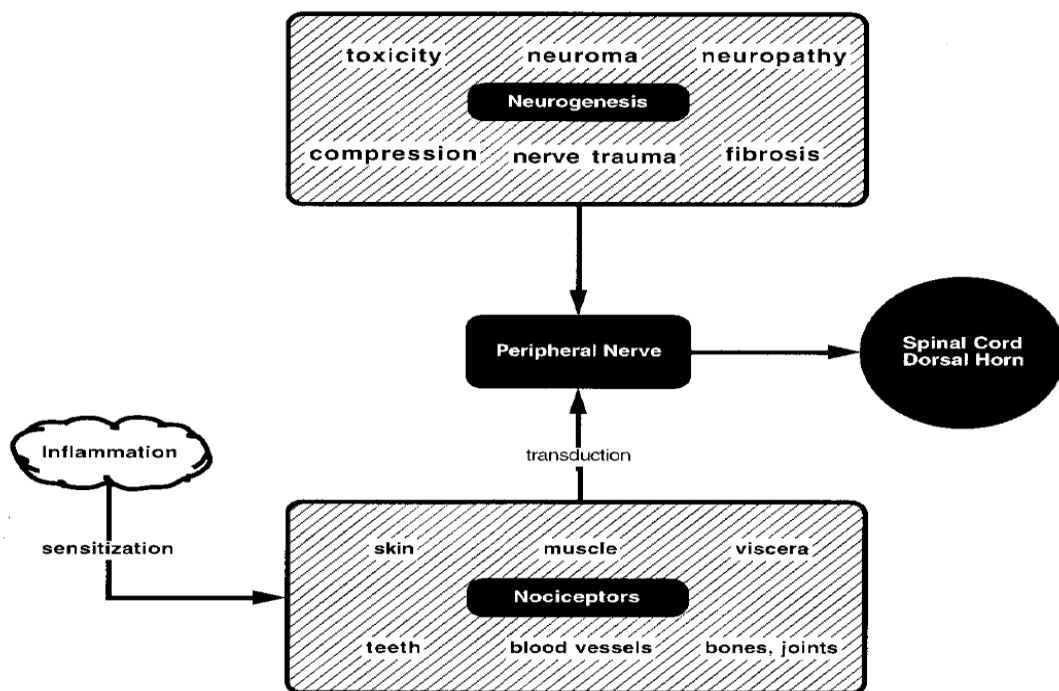 toxicity neuroma neuropathy
Neurogenesis
compression nerve trauma fibrosis
Peripheral Nerve
Spinal Cord
Dorsal Horn
transduction
Inflammation
sensitization
skin muscle viscera
Nociceptors
teeth blood vessels bones, joints